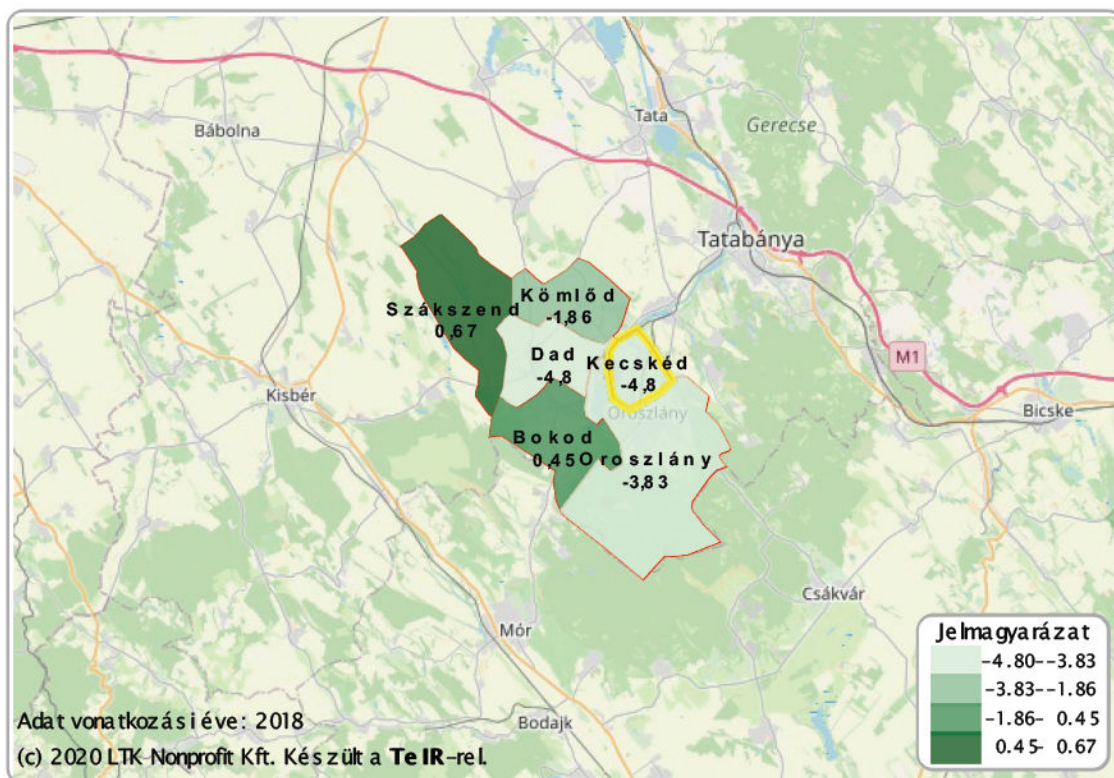 Tata
Gerecse
Bábolna
Tatabánya
Kömlőd
-1,86
Szákszend
0,67
Dad
-4,8
Kecskéd
-4,8
M1
Kisbér
Bicske
Oroszlány
Bokod
0,45
Oroszlány
-3,83
Csákvár
Mór
Jelmagyarázat
-4.80--3.83
-3.83--1.86
-1.86- 0.45
0.45- 0.67
Bodajk
Adat vonatkozási éve: 2018
(c) 2020 LTK Nonprofit Kft. Készült a TeIR-rel.